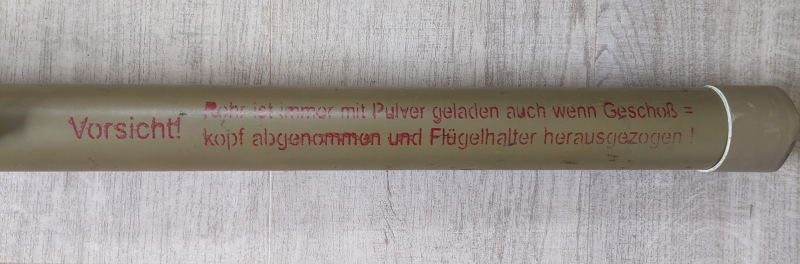 Vorsicht!
Rohr ist immer mit Pulver geladen auch wenn Geschoß =
kopf abgenommen und Flügelhalter herausgezogen !